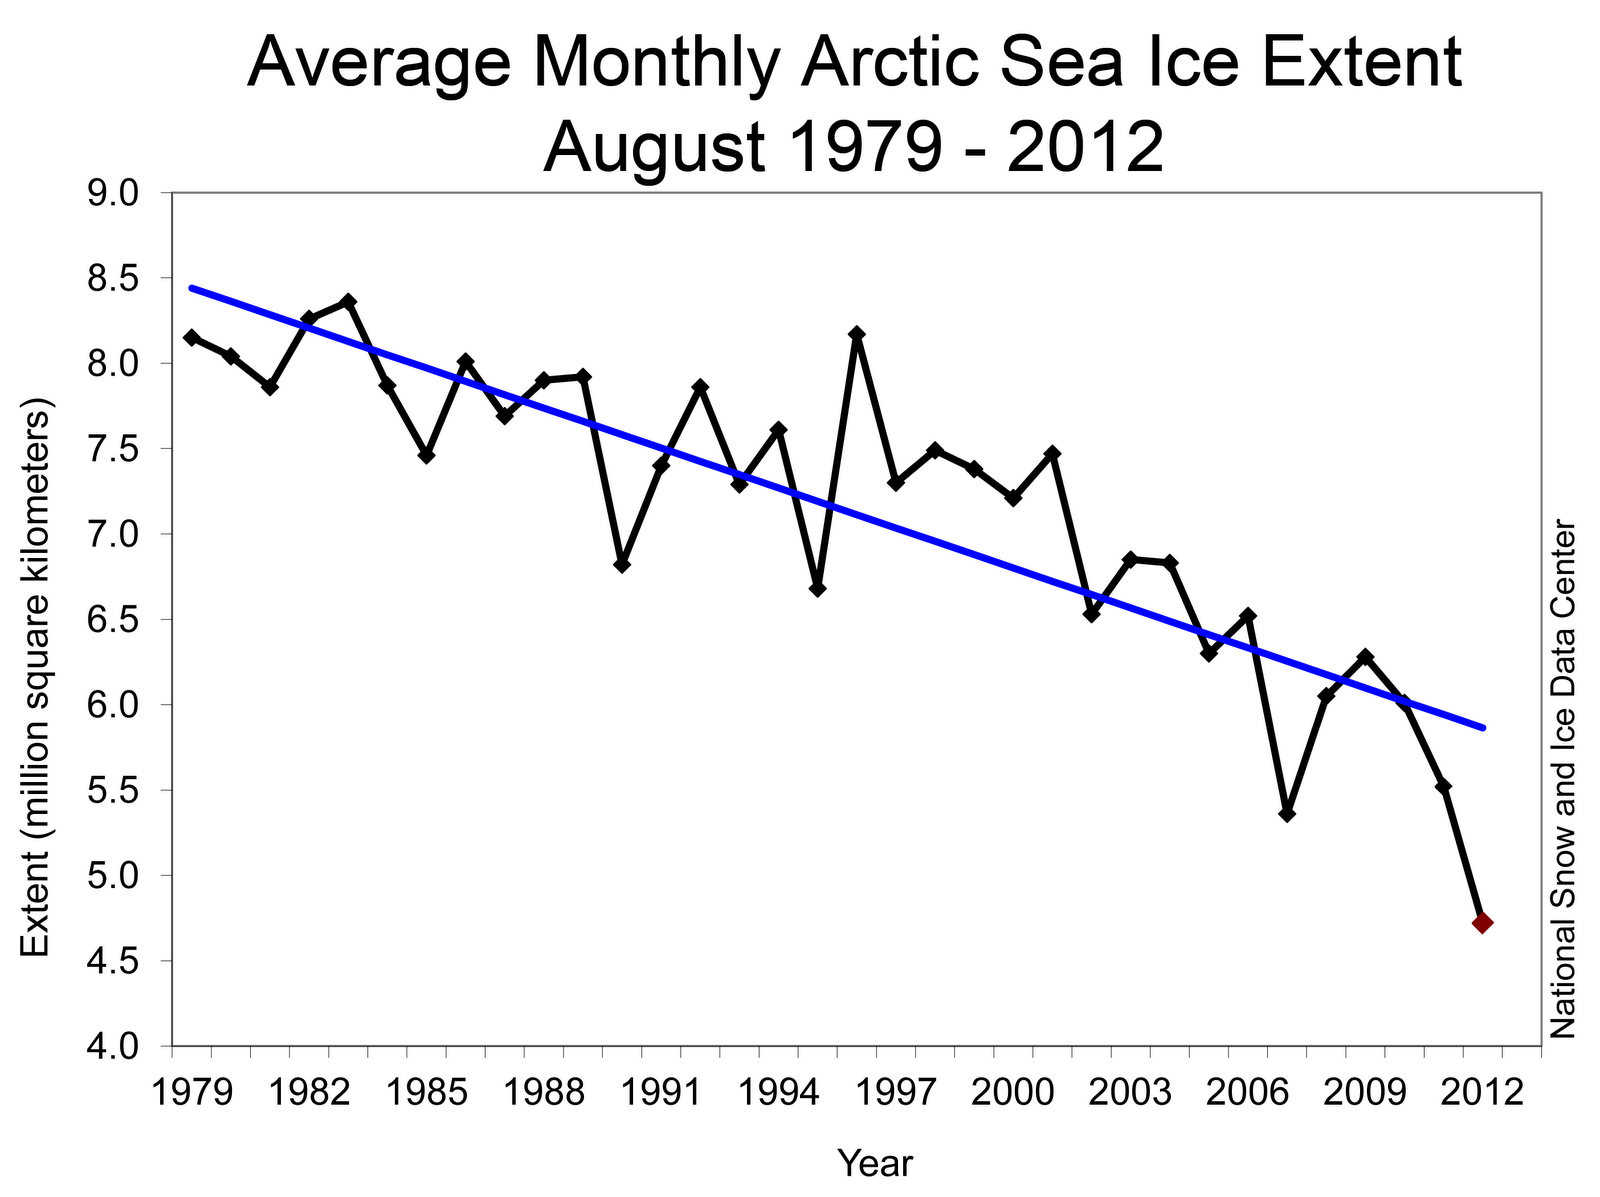 Average Monthly Arctic Sea Ice Extent
August 1979 - 2012
Extent (million square kilometers)
9.0
8.5
8.0
7.5
7.0
6.5
6.0
5.5
5.0
4.5
4.0
1979 1982 1985 1988 1991 1994 1997 2000 2003 2006 2009 2012
Year
National Snow and Ice Data Center